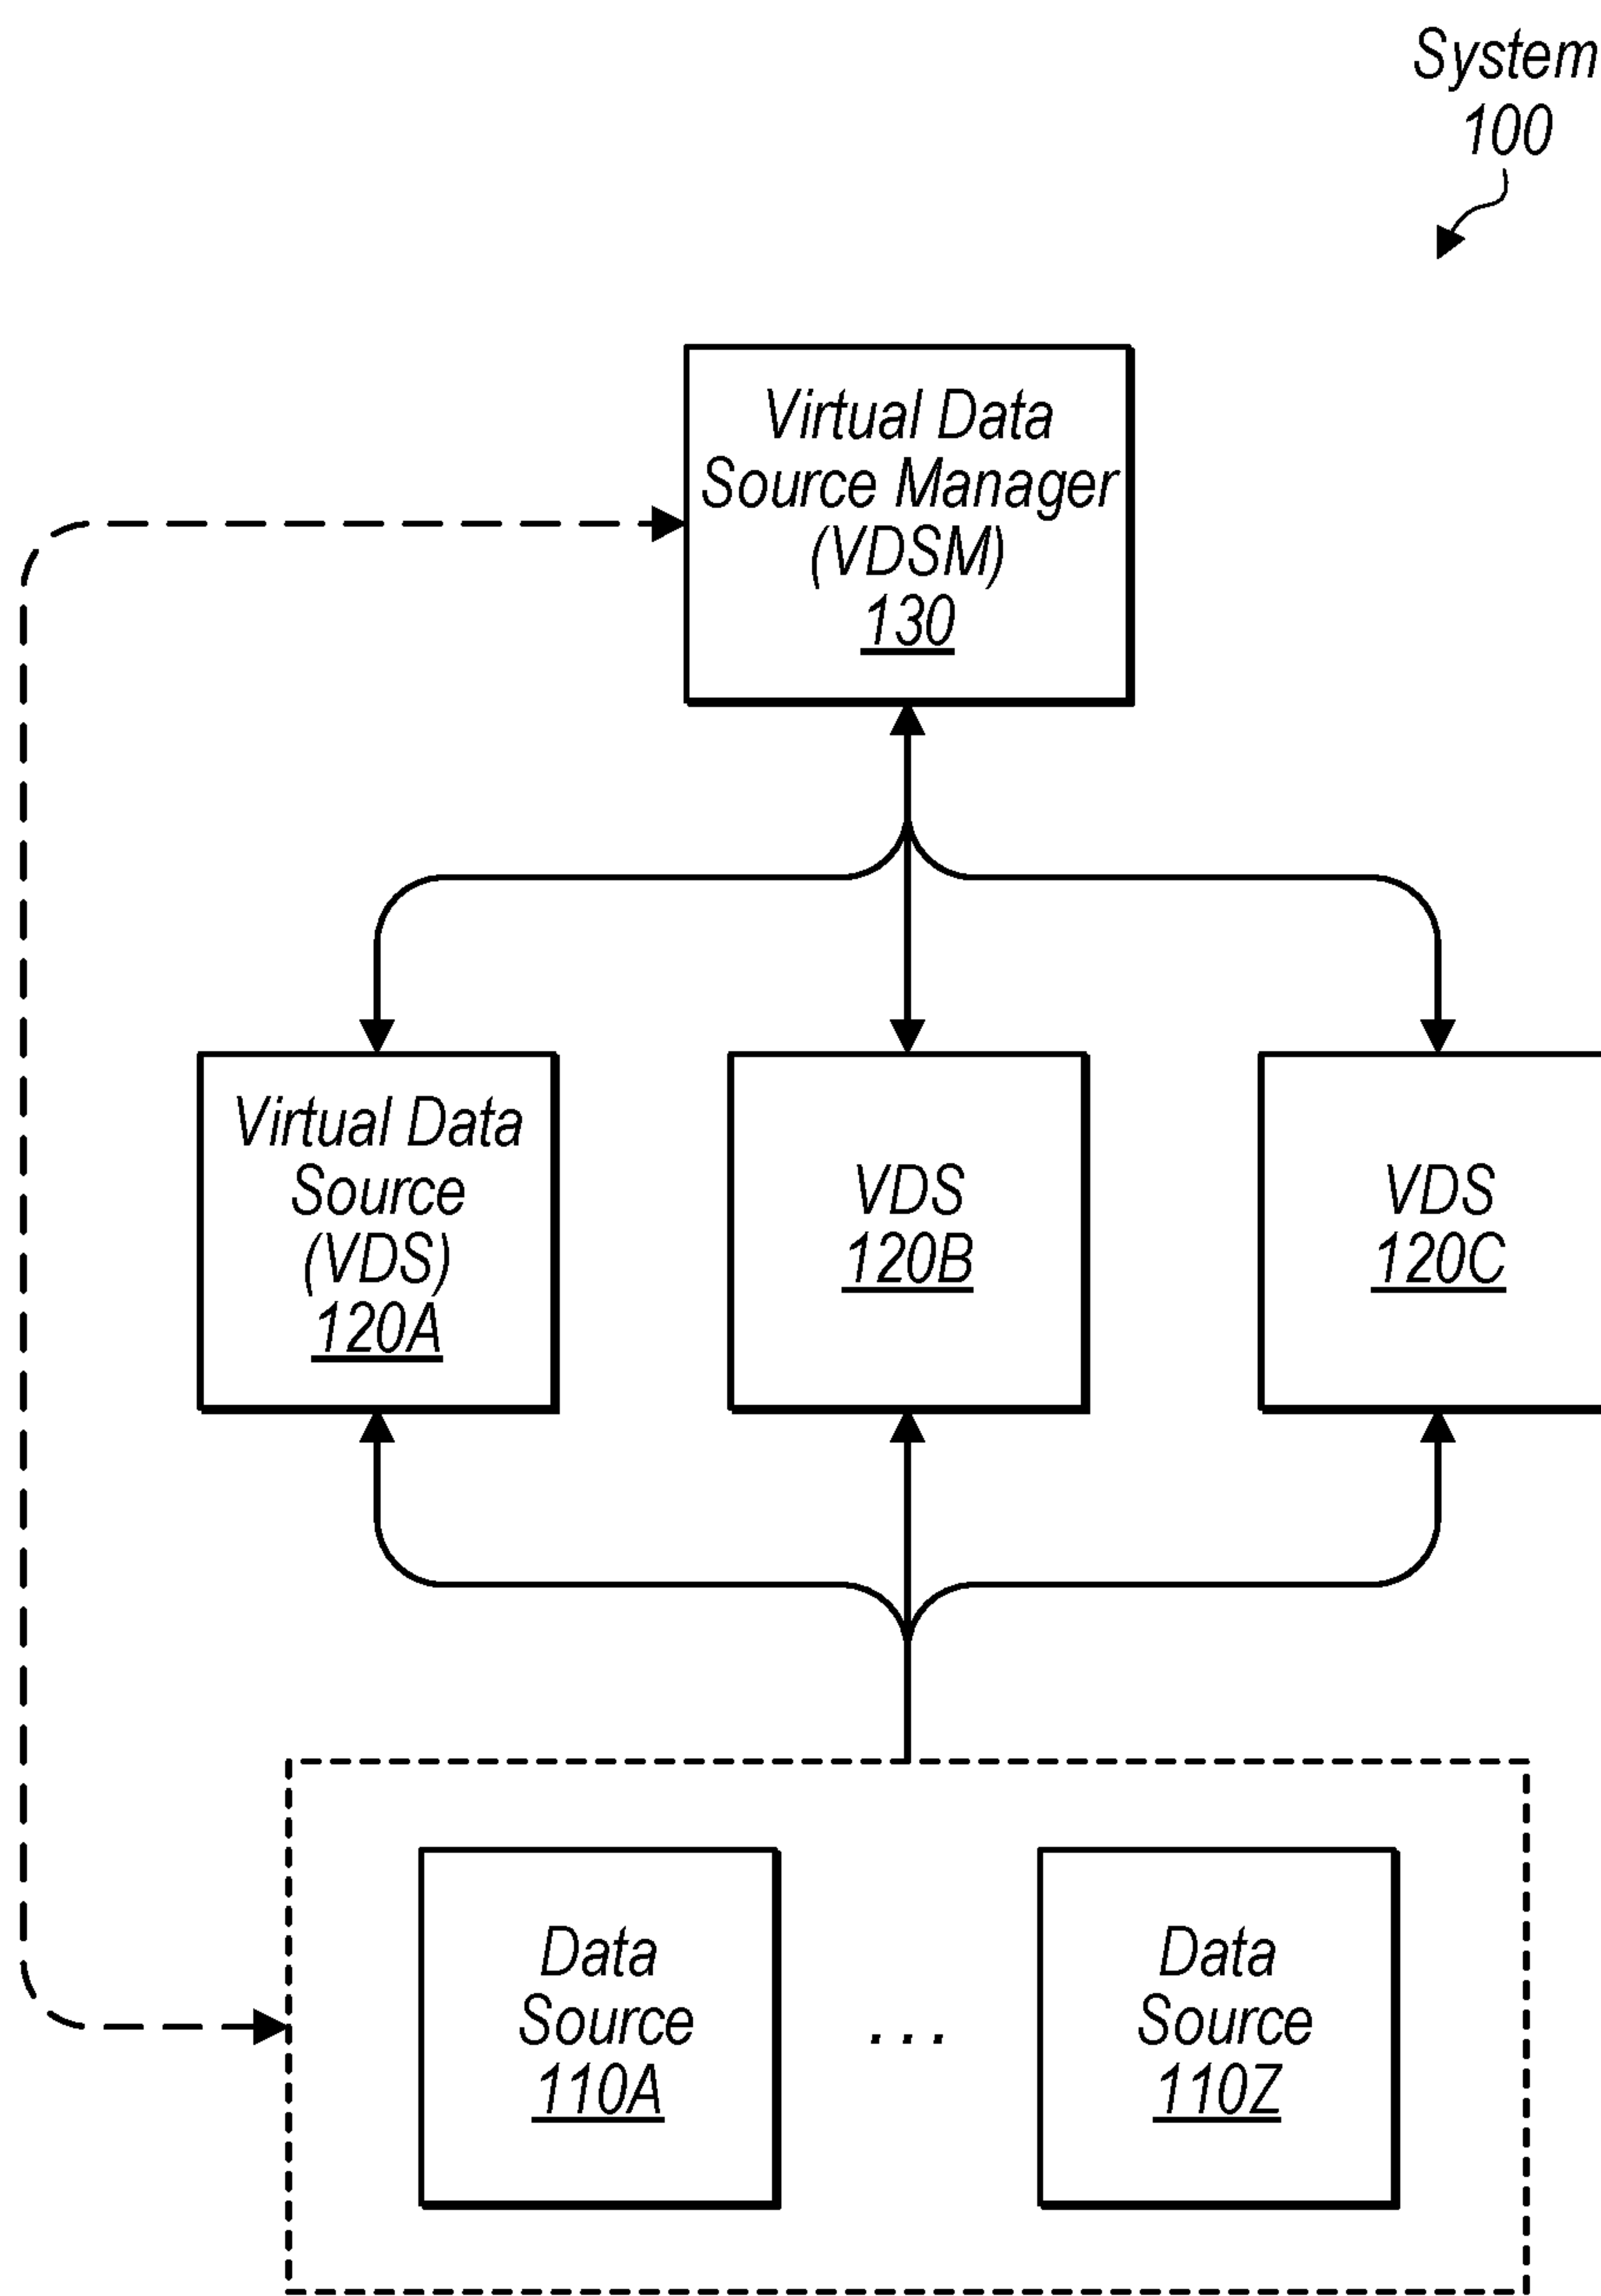 System
100
Virtual Data
Source Manager
(VDSM)
130
Virtual Data
Source
(VDS)
120A
VDS
120B
VDS
120C
Data
Source
110A
...
Data
Source
110Z